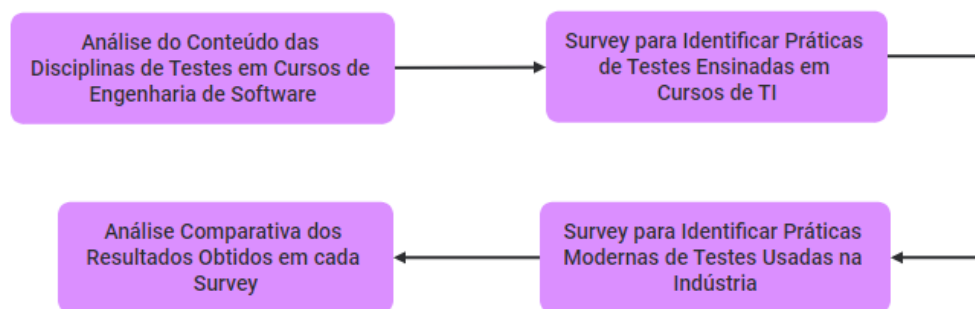 Análise do Conteúdo das
Disciplinas de Testes em Cursos de
Engenharia de Software
Survey para Identificar Práticas
de Testes Ensinadas em
Cursos de TI
Survey para Identificar Práticas
Modernas de Testes Usadas na
Indústria
Análise Comparativa dos
Resultados Obtidos em cada
Survey